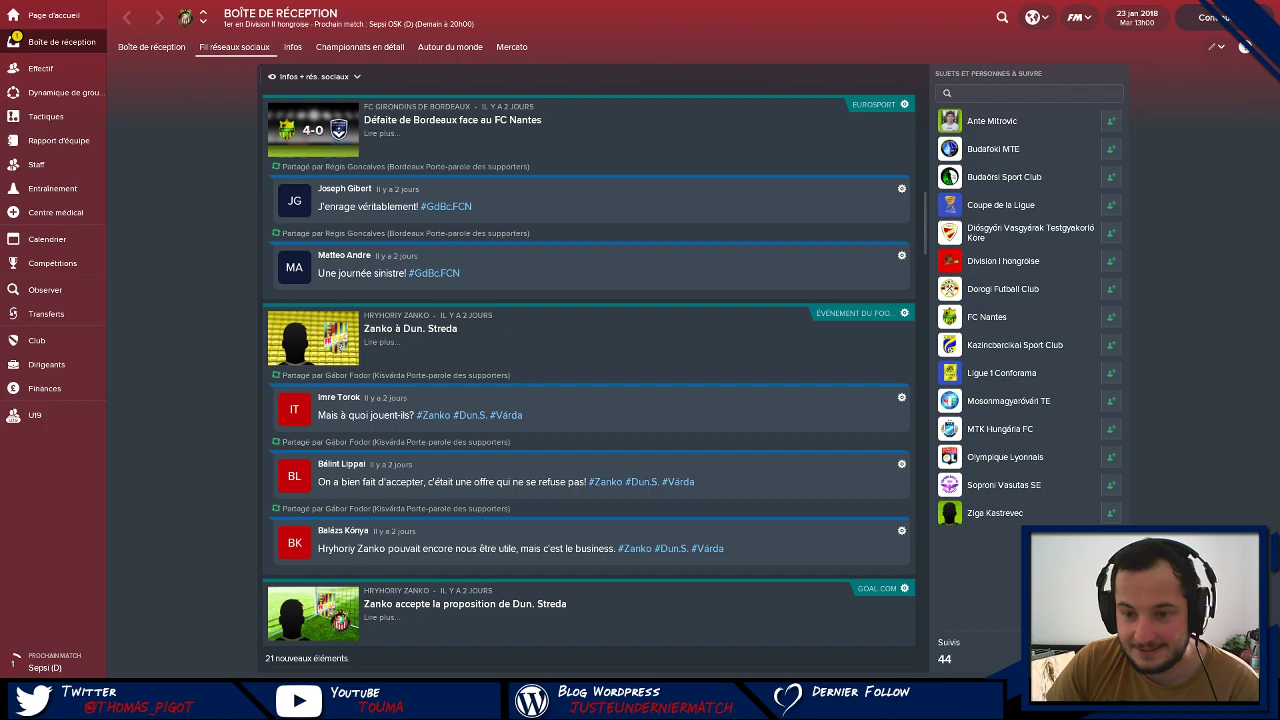 Page d'accueil
BOÎTE DE RÉCEPTION
1er en Division II hongroise - Prochain match : Sepsi OSK (D) (Demain à 20h00)
FM
23 jan 2018
Mar 13h00
1
Boîte de réception
Boîte de réception
Fil réseaux sociaux
Infos
Championnats en détail
Autour du monde
Mercato
Effectif
Dynamique de grou...
Tactiques
Rapport d'équipe
Staff
Entraînement
Centre médical
Calendrier
Compétitions
Observer
Transferts
Club
Dirigeants
Finances
U19
1
PROCHAIN MATCH
Sepsi (D)
Infos + rés. sociaux
FC GIRONDINS DE BORDEAUX - IL Y A 2 JOURS
EUROSPORT
4-0
Défaite de Bordeaux face au FC Nantes
Lire plus...
Partagé par Régis Goncalves (Bordeaux Porte-parole des supporters)
JG
Joseph Gibert Il y a 2 jours
J'enrage véritablement! #GdBc.FCN
Partagé par Régis Goncalves (Bordeaux Porte-parole des supporters)
MA
Matteo Andre Il y a 2 jours
Une journée sinistre! #GdBc.FCN
HRYHORIY ZANKO - IL Y A 2 JOURS
ÉVÉNEMENT DU FOO...
Zanko à Dun. Streda
Lire plus...
Partagé par Gábor Fodor (Kisvárda Porte-parole des supporters)
IT
Imre Torok Il y a 2 jours
Mais à quoi jouent-ils? #Zanko #Dun.S. #Várda
Partagé par Gábor Fodor (Kisvárda Porte-parole des supporters)
BL
Bálint Lippai Il y a 2 jours
On a bien fait d'accepter, c'était une offre qui ne se refuse pas! #Zanko #Dun.S. #Várda
Partagé par Gábor Fodor (Kisvárda Porte-parole des supporters)
BK
Balázs Kónya Il y a 2 jours
Hryhoriy Zanko pouvait encore nous être utile, mais c'est le business. #Zanko #Dun.S. #Várda
HRYHORIY ZANKO - IL Y A 2 JOURS
GOAL.COM
Zanko accepte la proposition de Dun. Streda
Lire plus...
21 nouveaux éléments.
SUJETS ET PERSONNES À SUIVRE
Ante Mitrovic
Budafoki MTE
Budaörsi Sport Club
Coupe de la Ligue
Diósgyőri Vasgyárak Testgyakorló
Köre
Division I hongroise
Dorogi Futball Club
FC Nantes
Kazincbarcikai Sport Club
Ligue 1 Conforama
Mosonmagyaróvári TE
MTK Hungária FC
Olympique Lyonnais
Soproni Vasutas SE
Ziga Kastrevec
Suivis
44
Twitter
@Thomas_Pigot
Youtube
Touma
Blog Wordpress
JusteUnDernierMatch
Dernier Follow